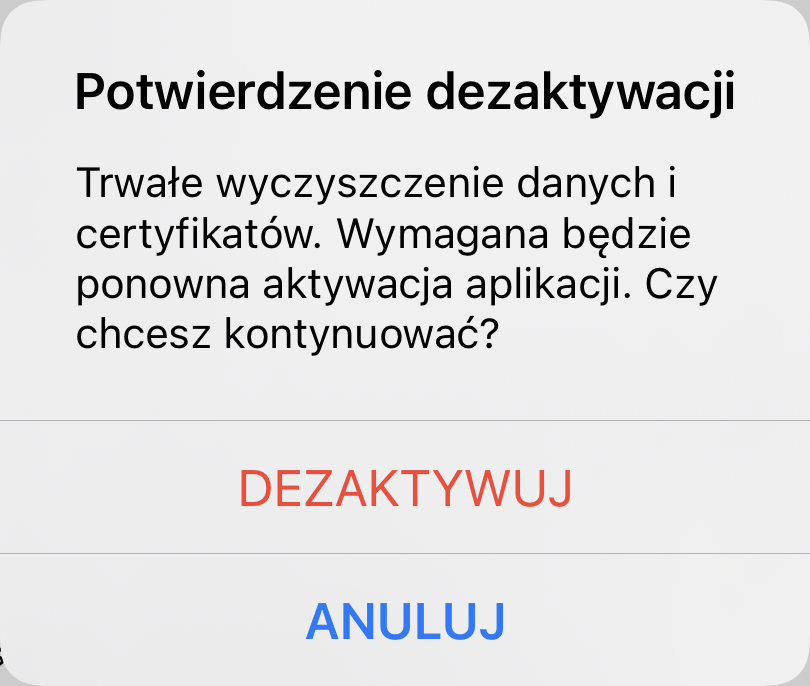 Potwierdzenie dezaktywacji
Trwałe wyczyszczenie danych i
certyfikatów. Wymagana będzie
ponowna aktywacja aplikacji. Czy
chcesz kontynuować?
DEZAKTYWUJ
ANULUJ